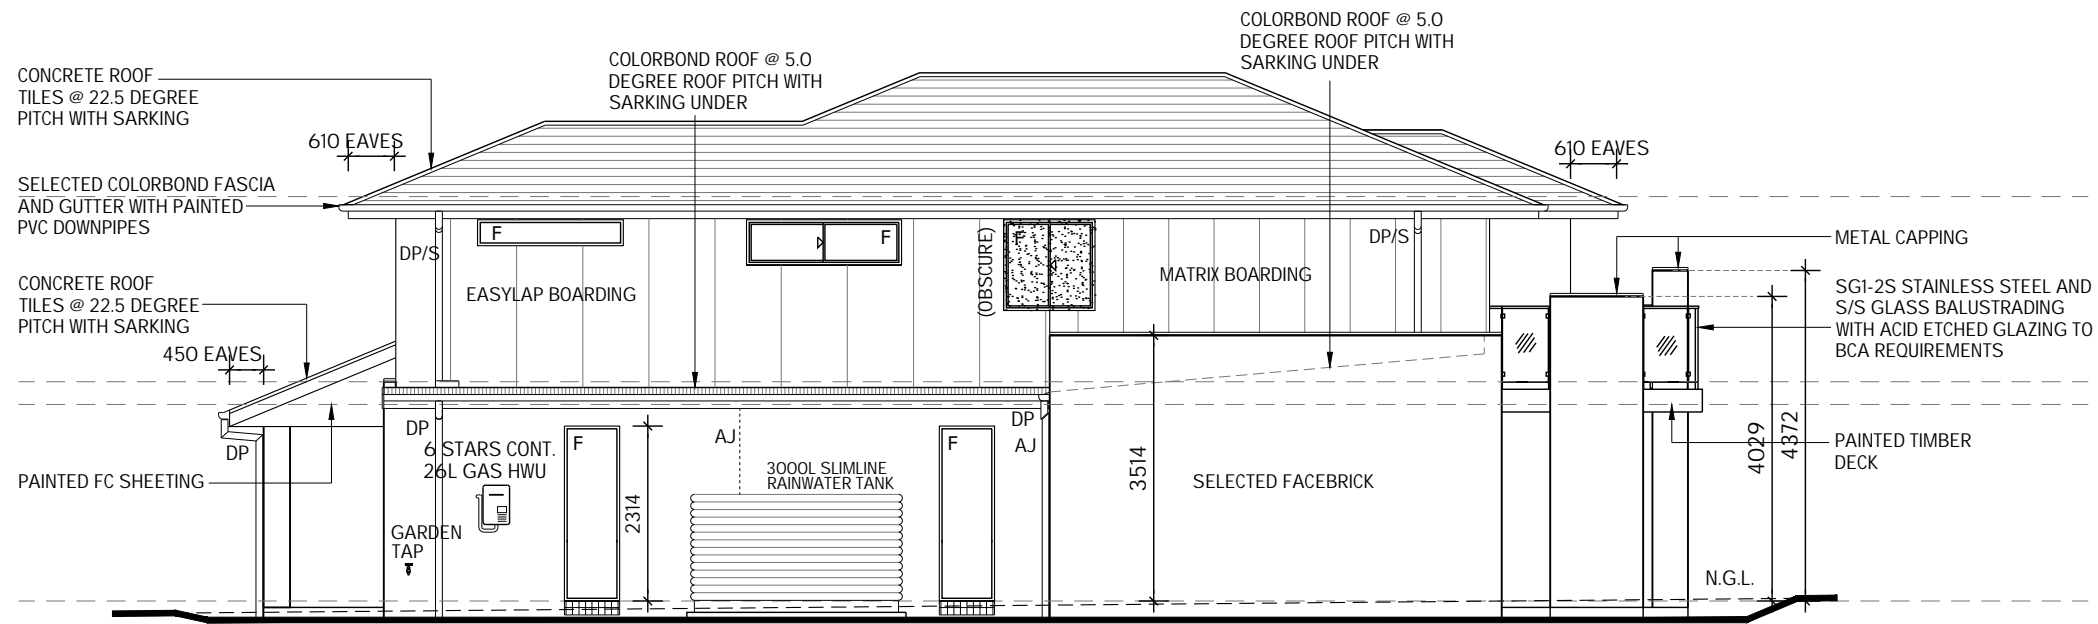 COLORBOND ROOF @ 5.0
DEGREE ROOF PITCH WITH
SARKING UNDER
COLORBOND ROOF @ 5.0
DEGREE ROOF PITCH WITH
SARKING UNDER
CONCRETE ROOF
TILES @ 22.5 DEGREE
PITCH WITH SARKING
610 EAVES
610 EAVES
SELECTED COLORBOND FASCIA
AND GUTTER WITH PAINTED
PVC DOWNPIPES
DP/S
F
F
(OBSCURE)
F
DP/S
METAL CAPPING
EASYLAP BOARDING
MATRIX BOARDING
CONCRETE ROOF
TILES @ 22.5 DEGREE
PITCH WITH SARKING
SG1-2S STAINLESS STEEL AND
S/S GLASS BALUSTRADING
WITH ACID ETCHED GLAZING TO
BCA REQUIREMENTS
450 EAVES
DP
DP
DP
AJ
AJ
F
F
6 STARS CONT.
26L GAS HWU
3000L SLIMLINE
RAINWATER TANK
PAINTED FC SHEETING
SELECTED FACEBRICK
PAINTED TIMBER
DECK
2314
3514
4029
4372
GARDEN
TAP
N.G.L.